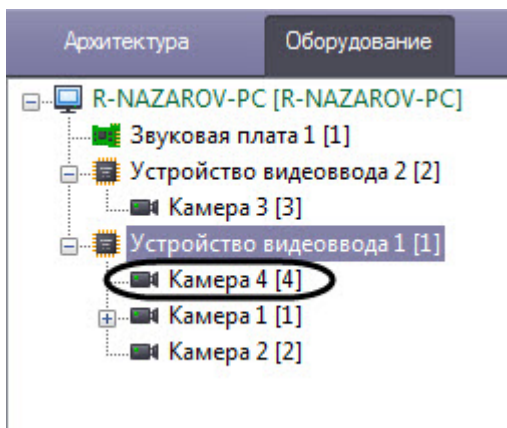 Архитектура Оборудование
R-NAZAROV-PC [R-NAZAROV-PC]
Звуковая плата 1 [1]
Устройство видеоввода 2 [2]
Камера 3 [3]
Устройство видеоввода 1 [1]
Камера 4 [4]
Камера 1 [1]
Камера 2 [2]